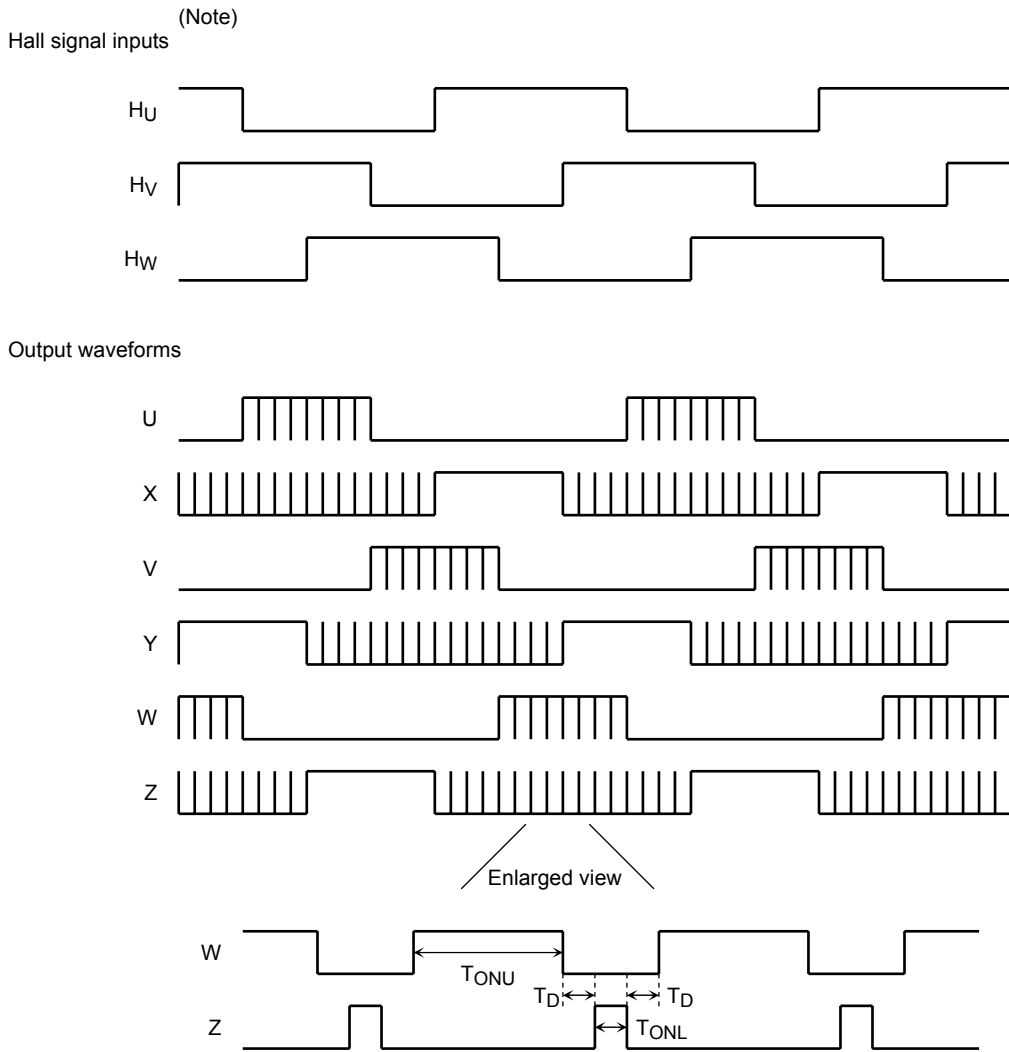 (Note)
Hall signal inputs
HU
HV
HW
Output waveforms
U
X
V
Y
W
Z
Enlarged view
W
TONU
TD
TD
Z
TONL